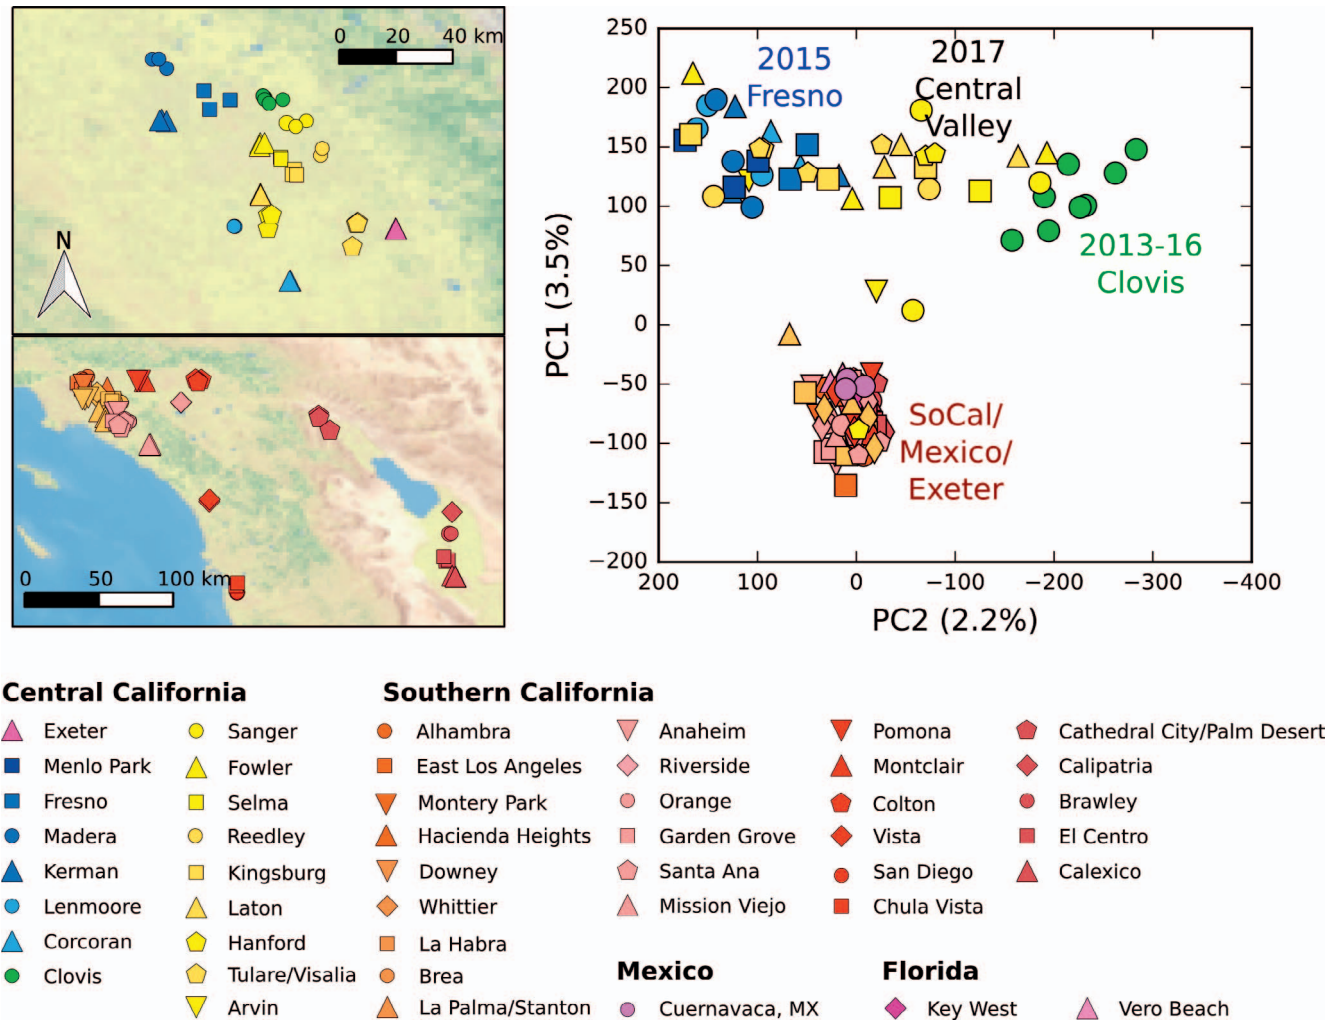 0 20 40 km
N
0 50 100 km
250
200
150
100
50
0
−50
−100
−150
−200
PC1 (3.5%)
200 100 0 −100 −200 −300 −400
PC2 (2.2%)
2015
Fresno
2017
Central
Valley
2013-16
Clovis
SoCal/
Mexico/
Exeter
Central California
Exeter
Menlo Park
Fresno
Madera
Kerman
Lenmoore
Corcoran
Clovis
Sanger
Fowler
Selma
Reedley
Kingsburg
Laton
Hanford
Tulare/Visalia
Arvin
Southern California
Alhambra
East Los Angeles
Montery Park
Hacienda Heights
Downey
Whittier
La Habra
Brea
La Palma/Stanton
Anaheim
Riverside
Orange
Garden Grove
Santa Ana
Mission Viejo
Pomona
Montclair
Colton
Vista
San Diego
Chula Vista
Cathedral City/Palm Desert
Calipatria
Brawley
El Centro
Calexico
Mexico
Cuernavaca, MX
Florida
Key West
Vero Beach